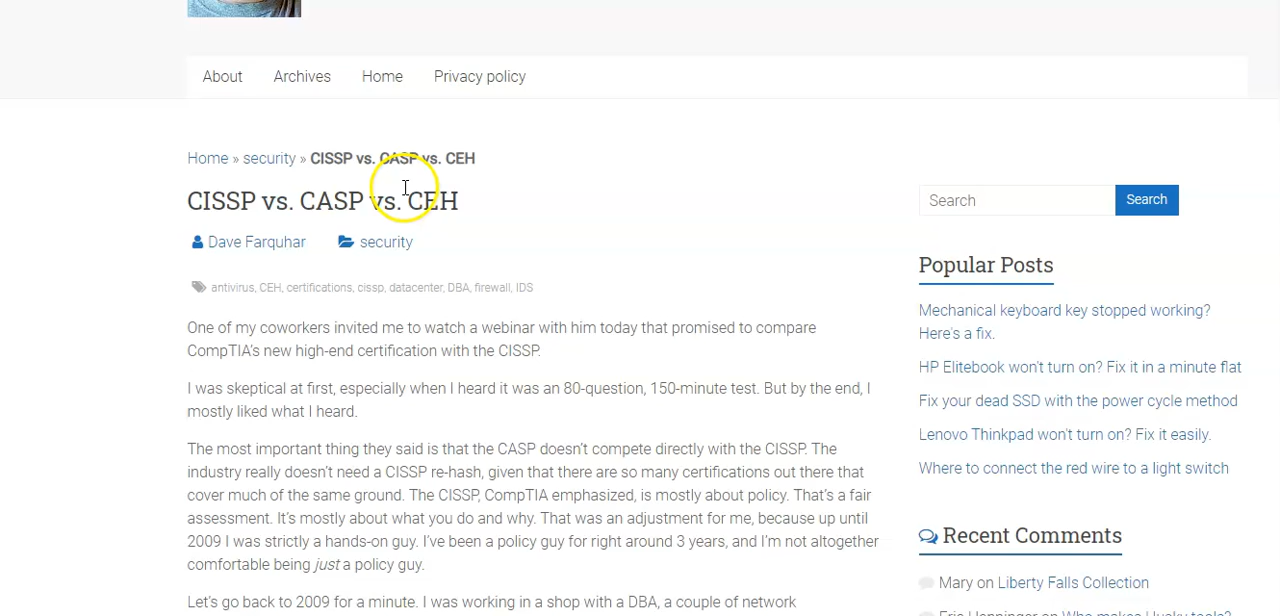 About Archives Home Privacy policy
Home » security » CISSP vs. CASP vs. CEH
CISSP vs. CASP vs. CEH
Dave Farquhar security
antivirus, CEH, certifications, cissp, datacenter, DBA, firewall, IDS
One of my coworkers invited me to watch a webinar with him today that promised to compare
CompTIA's new high-end certification with the CISSP.
I was skeptical at first, especially when I heard it was an 80-question, 150-minute test. But by the end, I
mostly liked what I heard.
The most important thing they said is that the CASP doesn't compete directly with the CISSP. The
industry really doesn't need a CISSP re-hash, given that there are so many certifications out there that
cover much of the same ground. The CISSP, CompTIA emphasized, is mostly about policy. That's a fair
assessment. It's mostly about what you do and why. That was an adjustment for me, because up until
2009 I was strictly a hands-on guy. I've been a policy guy for right around 3 years, and I'm not altogether
comfortable being just a policy guy.
Let's go back to 2009 for a minute. I was working in a shop with a DBA, a couple of network
Search Search
Popular Posts
Mechanical keyboard key stopped working?
Here's a fix.
HP Elitebook won't turn on? Fix it in a minute flat
Fix your dead SSD with the power cycle method
Lenovo Thinkpad won't turn on? Fix it easily.
Where to connect the red wire to a light switch
Recent Comments
Mary on Liberty Falls Collection
on Who makes Husky tools?